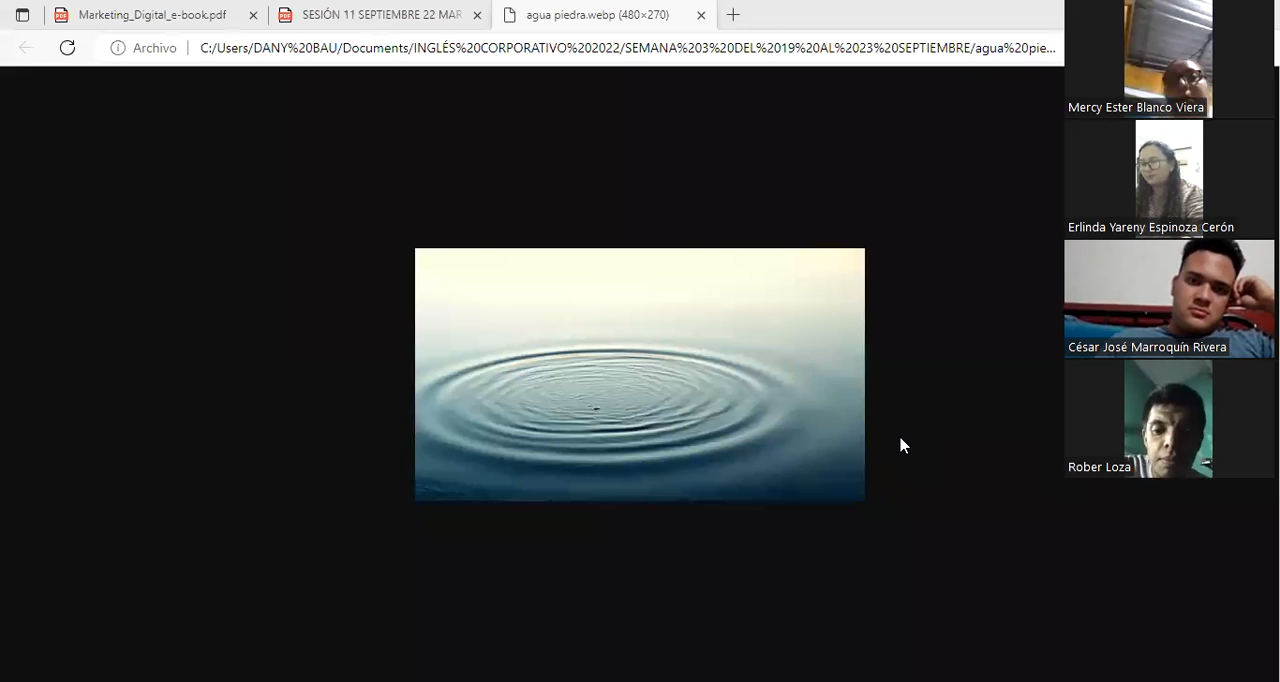 Marketing_Digital_e-book.pdf
SESIÓN 11 SEPTIEMBRE 22 MAR
agua piedra.webp (480×270)
Archivo
C:/Users/DANY%20BAU/Documents/INGLÉS%20CORPORATIVO%202022/SEMANA%203%20DEL%2019%20AL%2023%20SEPTIEMBRE/agua%20pie...
Mercy Ester Blanco Viera
Erlinda Yareny Espinoza Cerón
César José Marroquín Rivera
Rober Loza